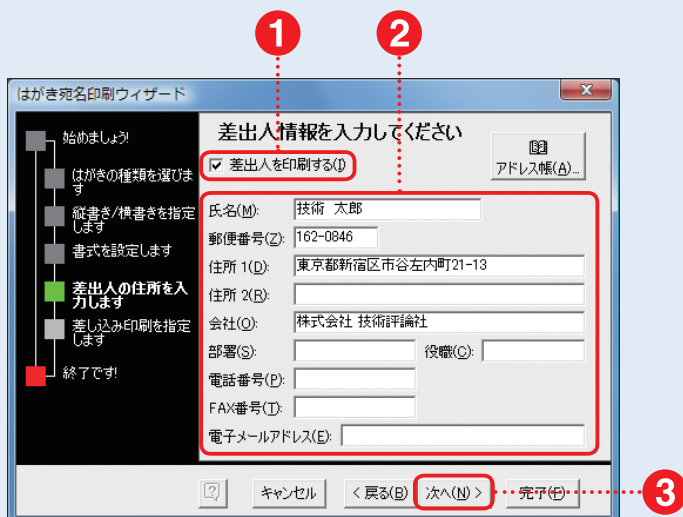 1 2
はがき宛名印刷ウィザード
始めましょう!
はがきの種類を選びま
す
縦書き/横書きを指定
します
書式を設定します
差出人の住所を入
力します
差し込み印刷を指定
します
終了です!
差出人情報を入力してください
差出人を印刷する(I)
アドレス帳(A)...
氏名(M): 技術 太郎
郵便番号(Z): 162-0846
住所 1(D): 東京都新宿区市谷左内町21-13
住所 2(R):
会社(O): 株式会社 技術評論社
部署(S): 役職(C):
電話番号(P):
FAX番号(T):
電子メールアドレス(E):
? キャンセル < 戻る(B) 次へ(N) > 完了(F) 3